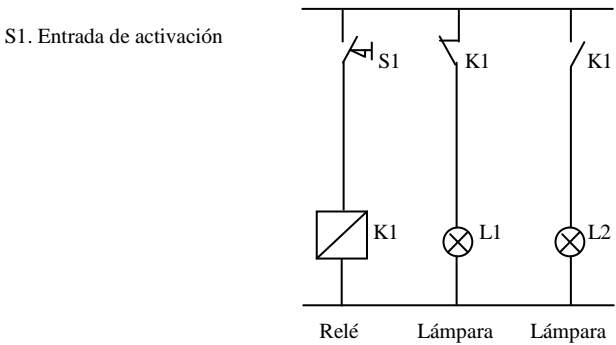 S1. Entrada de activación
S1 K1 K1
K1 L1 L2
Relé Lámpara Lámpara